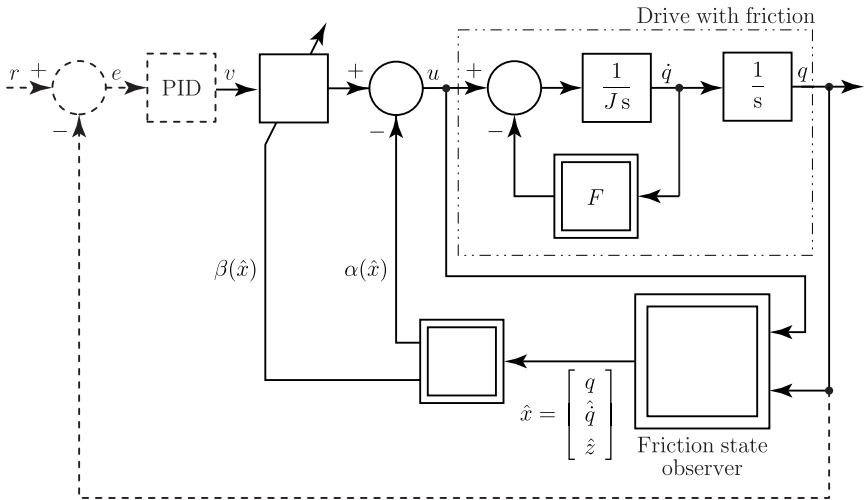 Drive with friction
r + e PID v + u + 1 / J s q̇ 1 / s q
−
−
−
F
β(x̂)
α(x̂)
x̂ = [ q
q̇̂
ẑ ]
Friction state
observer